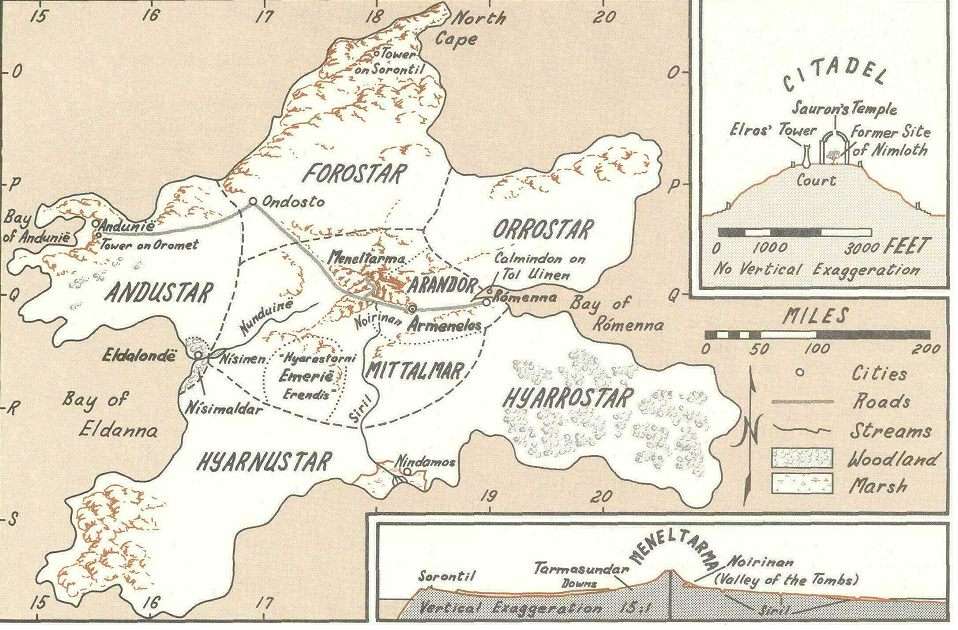 15
16
17
18
20
North
Cape
O
Tower
on Sorontil
FOROSTAR
P
Ondosto
Bay
of Andunië
Andunië
Tower on Oromet
ORROSTAR
Meneltarma
Calmindon on
Tol Uinen
ANDUSTAR
ARANDOR
Q
Rómenna
Bay of
Rómenna
Nunduinë
Noirinan
Armenelos
Eldalondë
Nísinen
"Hyarastorni
Emerië
Erendis"
MITTALMAR
Bay of
Eldanna
R
Nísimaldar
Siril
HYARROSTAR
HYARNUSTAR
Nindamos
19
20
S
15
16
17
O
P
Q
CITADEL
Sauron's Temple
Elros' Tower
Former Site
of Nimloth
Court
0 1000 3000 FEET
No Vertical Exaggeration
MILES
0 50 100 200
Cities
Roads
N
Streams
Woodland
Marsh
MENELTARMA
Sorontil
Tarmasundar
Downs
Noirinan
(Valley of the Tombs)
Vertical Exaggeration 15:1
Siril